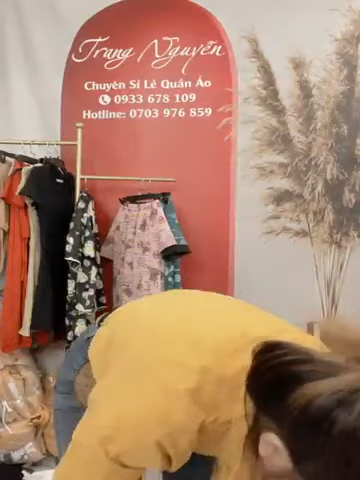 Trang Nguyễn
Chuyên Sỉ Lẻ Quần Áo
0933 678 109
Hotline: 0703 976 859